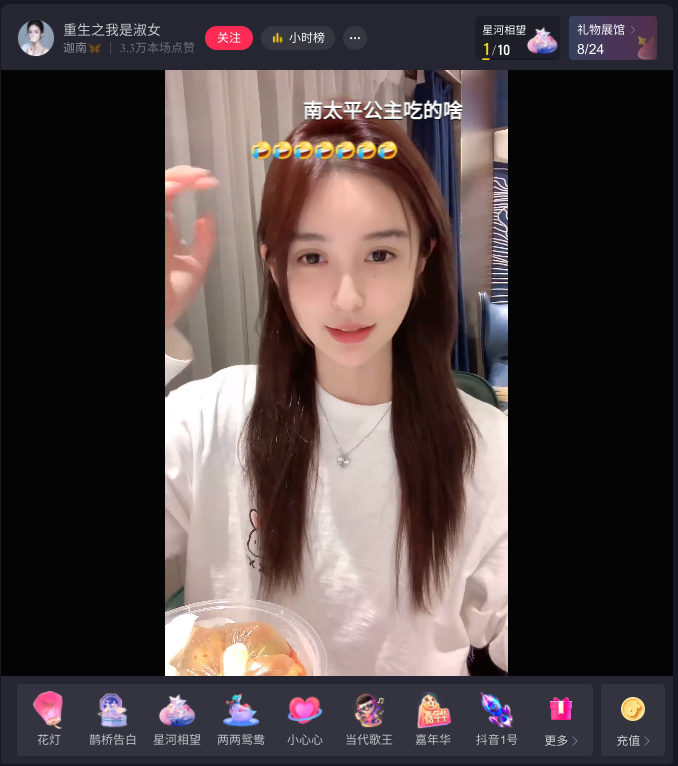 重生之我是淑女
迦南
3.3万本场点赞
关注
小时榜
星河相望
1/10
礼物展馆
8/24
南太平公主吃的啥
花灯
鹊桥告白
星河相望
两两鸳鸯
小心心
当代歌王
嘉年华
抖音1号
更多
充值